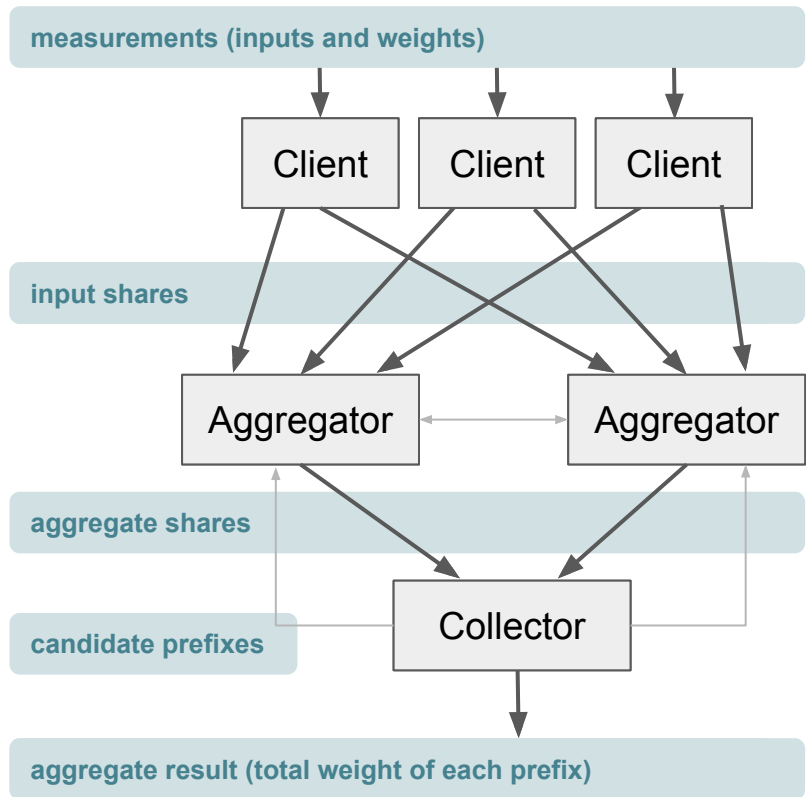 measurements (inputs and weights)
Client
Client
Client
input shares
Aggregator
Aggregator
aggregate shares
Collector
candidate prefixes
aggregate result (total weight of each prefix)